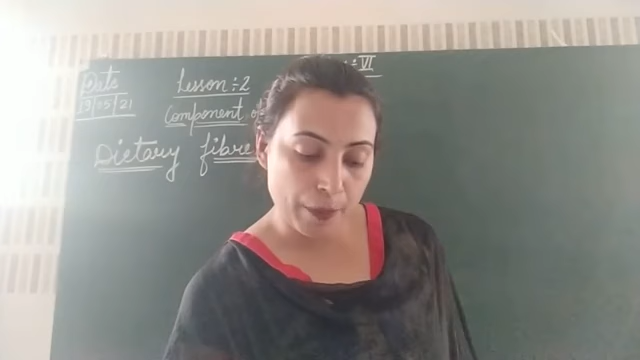 Date
19/05/21
Lesson ÷ 2
÷ VI
Component
Dietary fibre